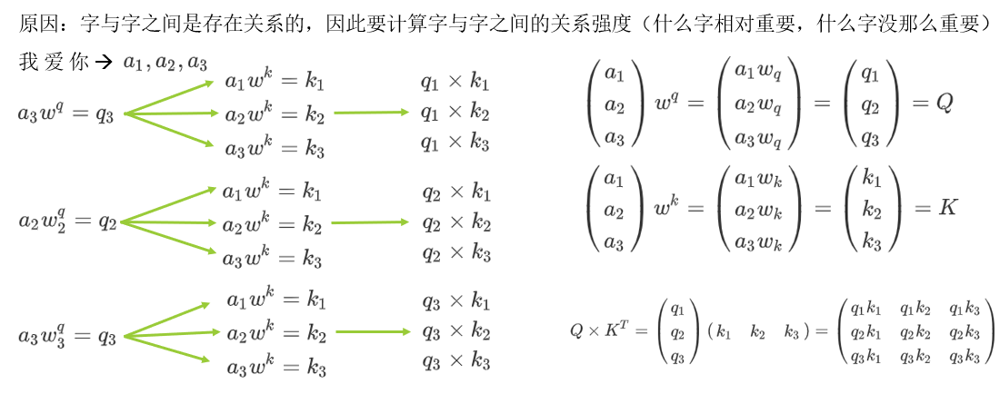 原因：字与字之间是存在关系的，因此要计算字与字之间的关系强度（什么字相对重要，什么字没那么重要）
我 爱 你→ a₁, a₂, a₃
a₃w^q = q₃
a₁w^k = k₁
a₂w^k = k₂
a₃w^k = k₃
q₁ × k₁
q₁ × k₂
q₁ × k₃
a₂w₂^q = q₂
a₁w^k = k₁
a₂w^k = k₂
a₃w^k = k₃
q₂ × k₁
q₂ × k₂
q₂ × k₃
a₃w₃^q = q₃
a₁w^k = k₁
a₂w^k = k₂
a₃w^k = k₃
q₃ × k₁
q₃ × k₂
q₃ × k₃
(a₁ a₂ a₃) w^q = (a₁w_q a₂w_q a₃w_q) = (q₁ q₂ q₃) = Q
(a₁ a₂ a₃) w^k = (a₁w_k a₂w_k a₃w_k) = (k₁ k₂ k₃) = K
Q × K^T = (q₁ q₂ q₃) (k₁ k₂ k₃) = (q₁k₁ q₁k₂ q₁k₃ q₂k₁ q₂k₂ q₂k₃ q₃k₁ q₃k₂ q₃k₃)